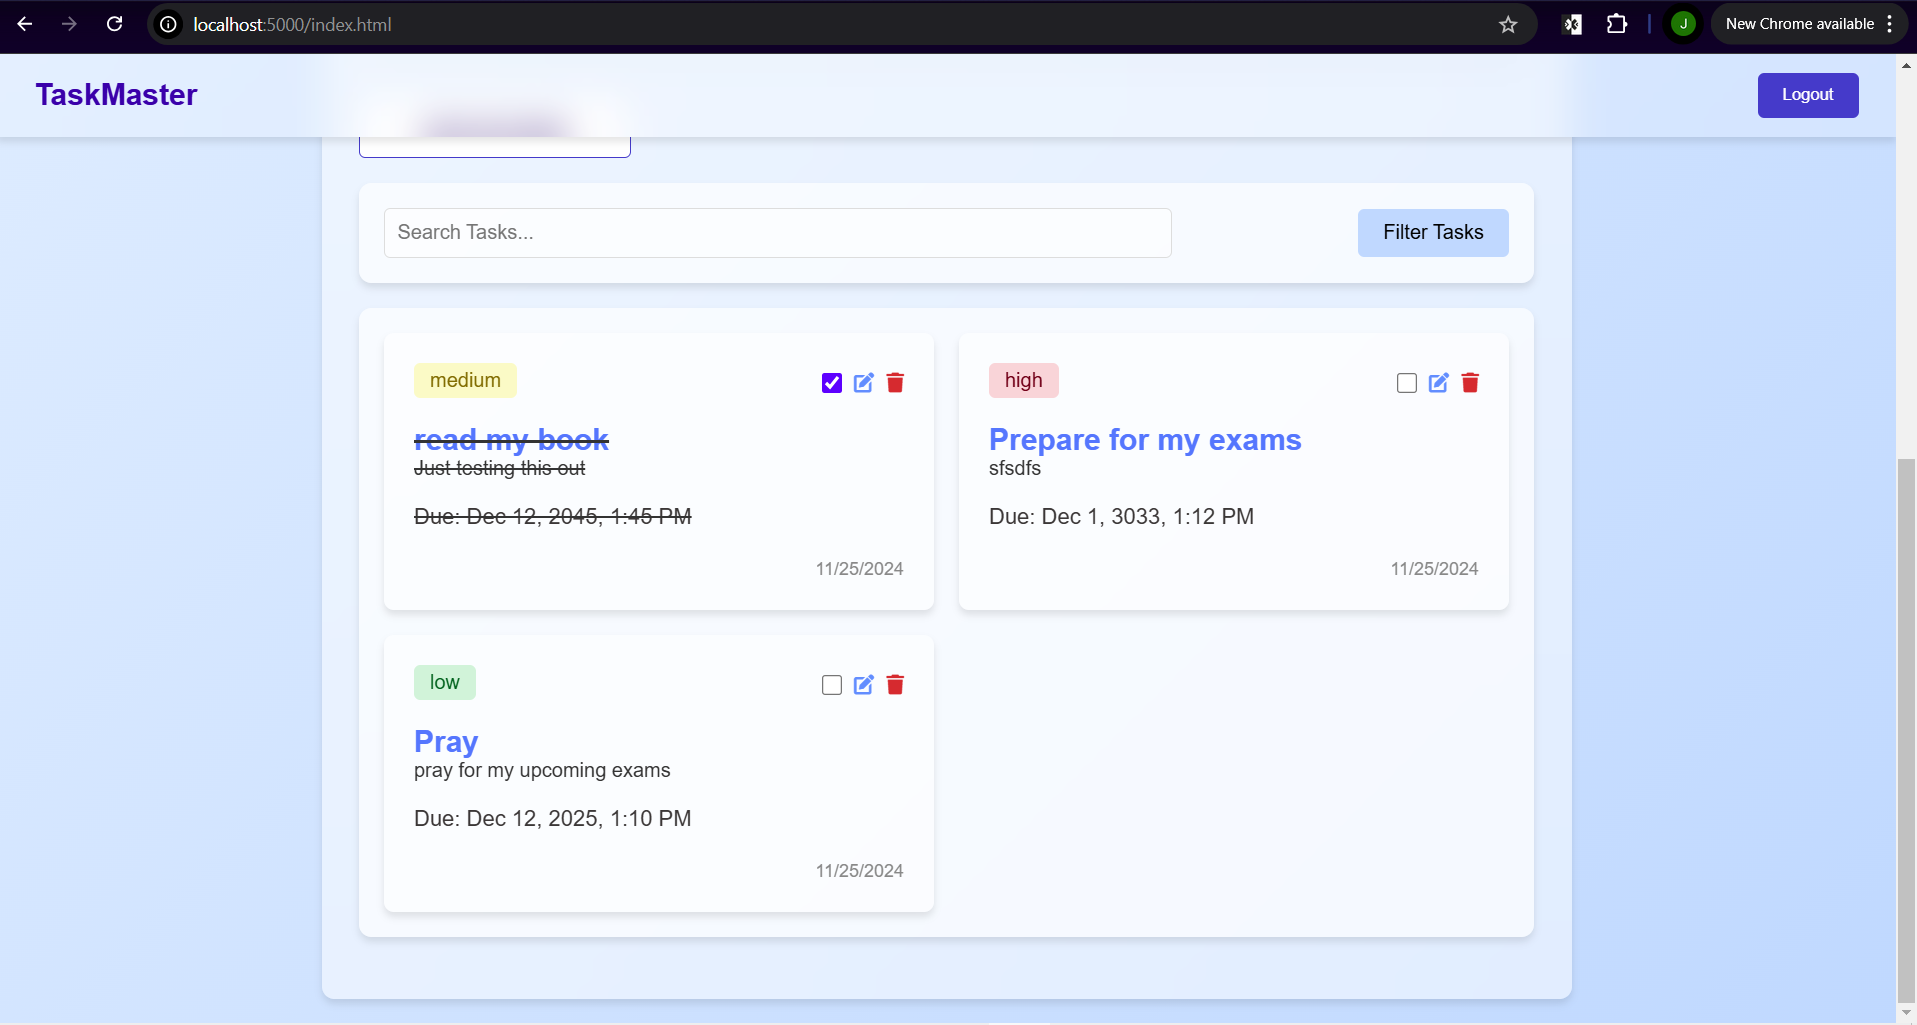 localhost:5000/index.html
J
New Chrome available
TaskMaster
Logout
Search Tasks...
Filter Tasks
medium
read my book
Just testing this out
Due: Dec 12, 2045, 1:45 PM
11/25/2024
high
Prepare for my exams
sfsdfs
Due: Dec 1, 3033, 1:12 PM
11/25/2024
low
Pray
pray for my upcoming exams
Due: Dec 12, 2025, 1:10 PM
11/25/2024